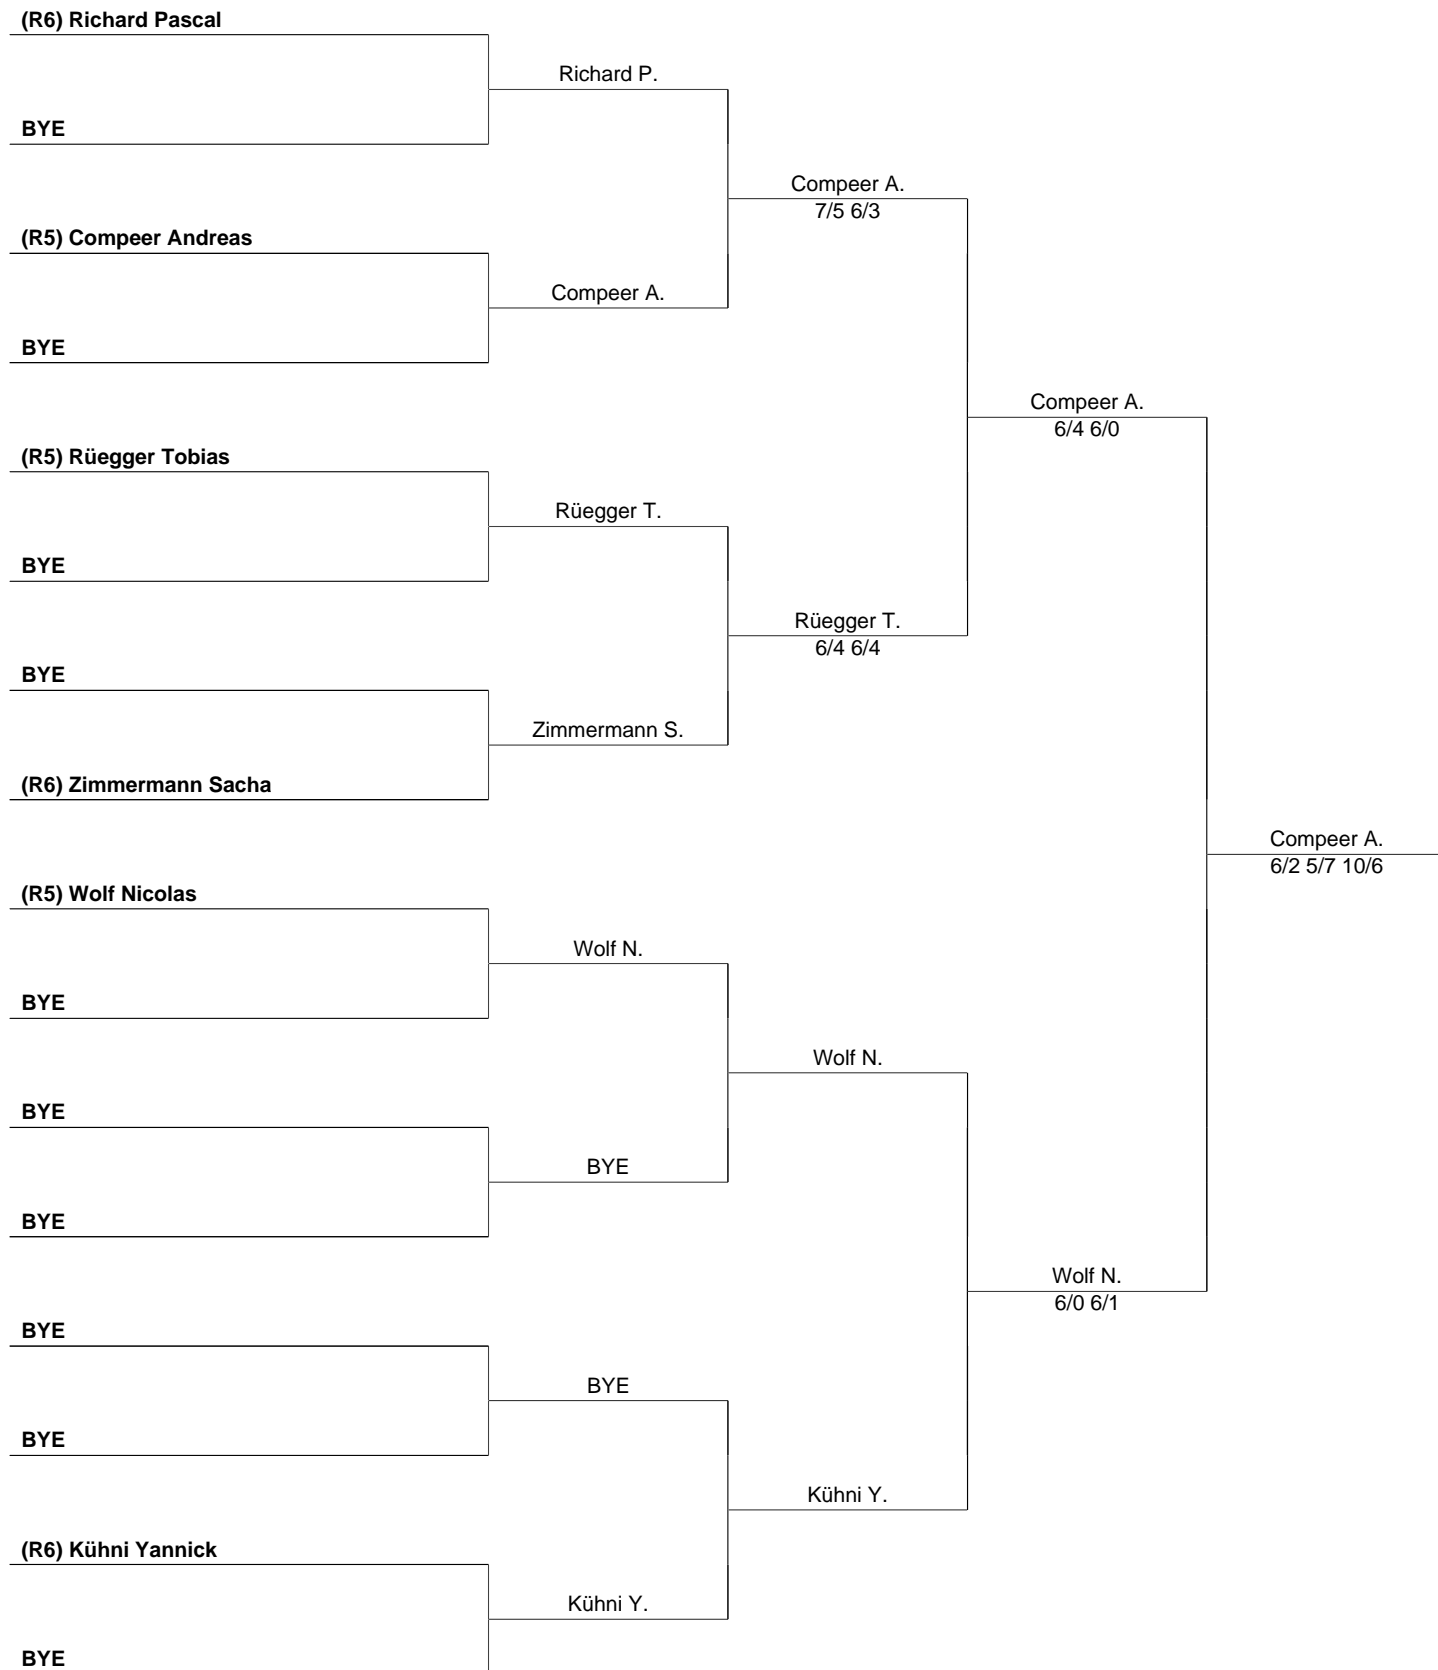 (R6) Richard Pascal
Richard P.
BYE
Compeer A.
7/5 6/3
(R5) Compeer Andreas
Compeer A.
BYE
Compeer A.
6/4 6/0
(R5) Rüegger Tobias
Rüegger T.
BYE
Rüegger T.
6/4 6/4
BYE
Zimmermann S.
(R6) Zimmermann Sacha
Compeer A.
6/2 5/7 10/6
(R5) Wolf Nicolas
Wolf N.
BYE
Wolf N.
BYE
BYE
BYE
Wolf N.
6/0 6/1
BYE
BYE
BYE
Kühni Y.
(R6) Kühni Yannick
Kühni Y.
BYE